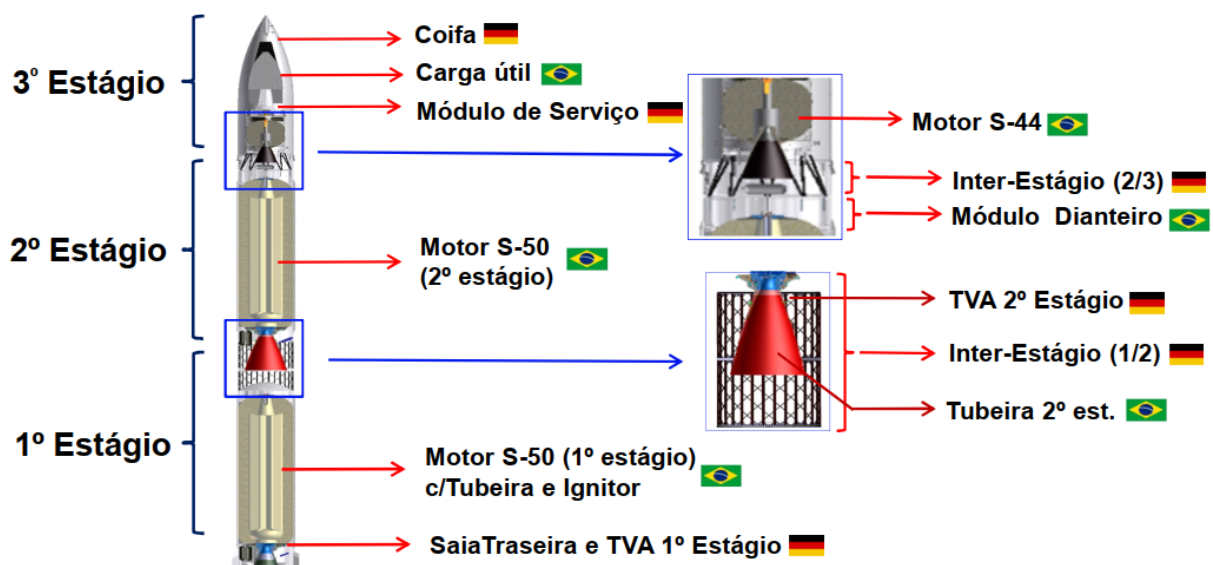 3º Estágio
Coifa
Carga útil
Módulo de Serviço
Motor S-44
Inter-Estágio (2/3)
Módulo Dianteiro
2º Estágio
Motor S-50
(2º estágio)
TVA 2º Estágio
Inter-Estágio (1/2)
Tubeira 2º est.
1º Estágio
Motor S-50 (1º estágio)
c/Tubeira e Ignitor
SaiaTraseira e TVA 1º Estágio